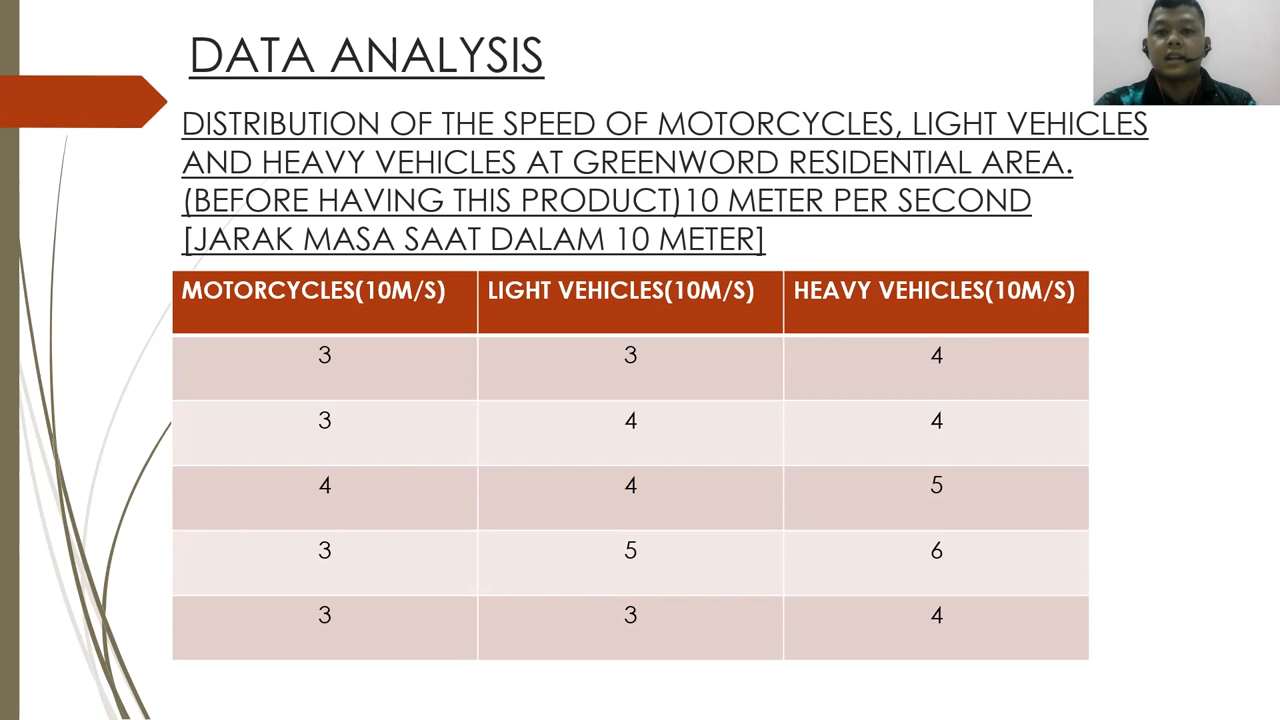 DATA ANALYSIS
DISTRIBUTION OF THE SPEED OF MOTORCYCLES, LIGHT VEHICLES
AND HEAVY VEHICLES AT GREENWORD RESIDENTIAL AREA.
(BEFORE HAVING THIS PRODUCT)10 METER PER SECOND
[JARAK MASA SAAT DALAM 10 METER]
MOTORCYCLES(10M/S) LIGHT VEHICLES(10M/S) HEAVY VEHICLES(10M/S)
3 3 4
3 4 4
4 4 5
3 5 6
3 3 4